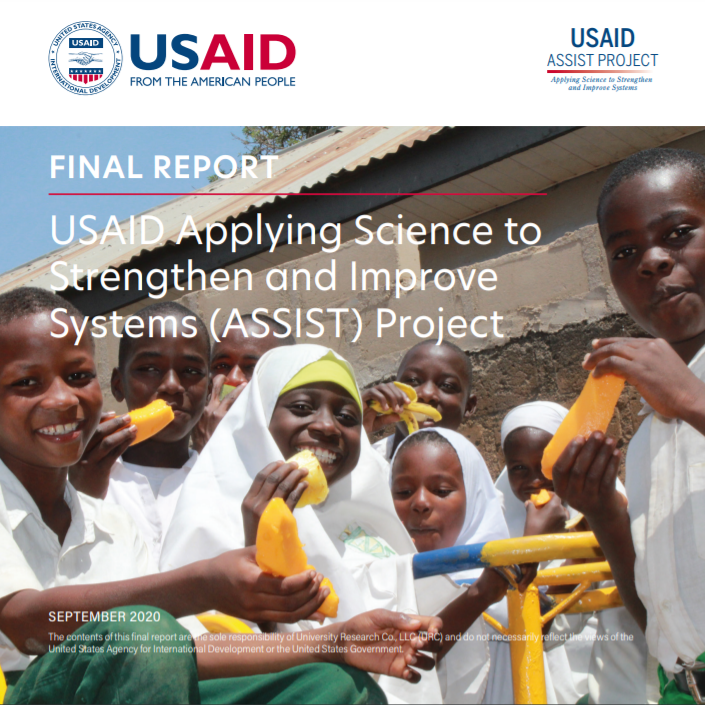 UNITED STATES AGENCY
USAID
INTERNATIONAL DEVELOPMENT
USAID
FROM THE AMERICAN PEOPLE
USAID
ASSIST PROJECT
Applying Science to Strengthen
and Improve Systems
FINAL REPORT
USAID Applying Science to
Strengthen and Improve
Systems (ASSIST) Project
SEPTEMBER 2020
The contents of this final report are the sole responsibility of University Research Co., LLC (URC) and do not necessarily reflect the views of the
United States Agency for International Development or the United States Government.